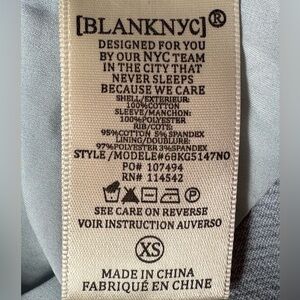 [BLANKNYC]®
DESIGNED FOR YOU
BY OUR NYC TEAM
IN THE CITY THAT
NEVER SLEEPS
BECAUSE WE CARE
SHELL/EXTERIEUR:
100%COTTON
SLEEVE/MANCHON:
100%POLYESTER
RIB/COTE:
95%COTTON 5% SPANDEX
LINING/DOUBLURE:
97%POLYESTER 3%SPANDEX
STYLE/MODELE#68KG5147NO
PO# 107494
RN# 114542
SEE CARE ON REVERSE
VOIR INSTRUCTION AUVERSO
XS
MADE IN CHINA
FABRIQUÉ EN CHINE